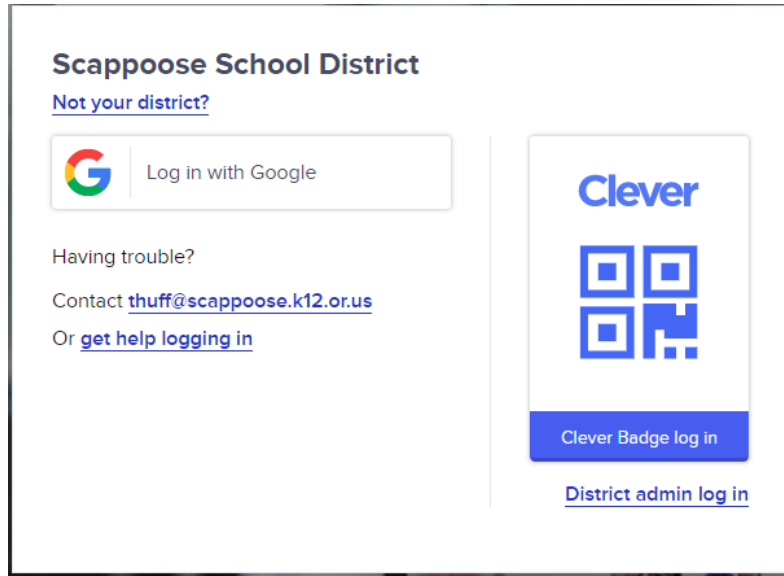 Scappoose School District
Not your district?
Log in with Google
Having trouble?
Contact thuff@scappoose.k12.or.us
Or get help logging in
Clever
Clever Badge log in
District admin log in